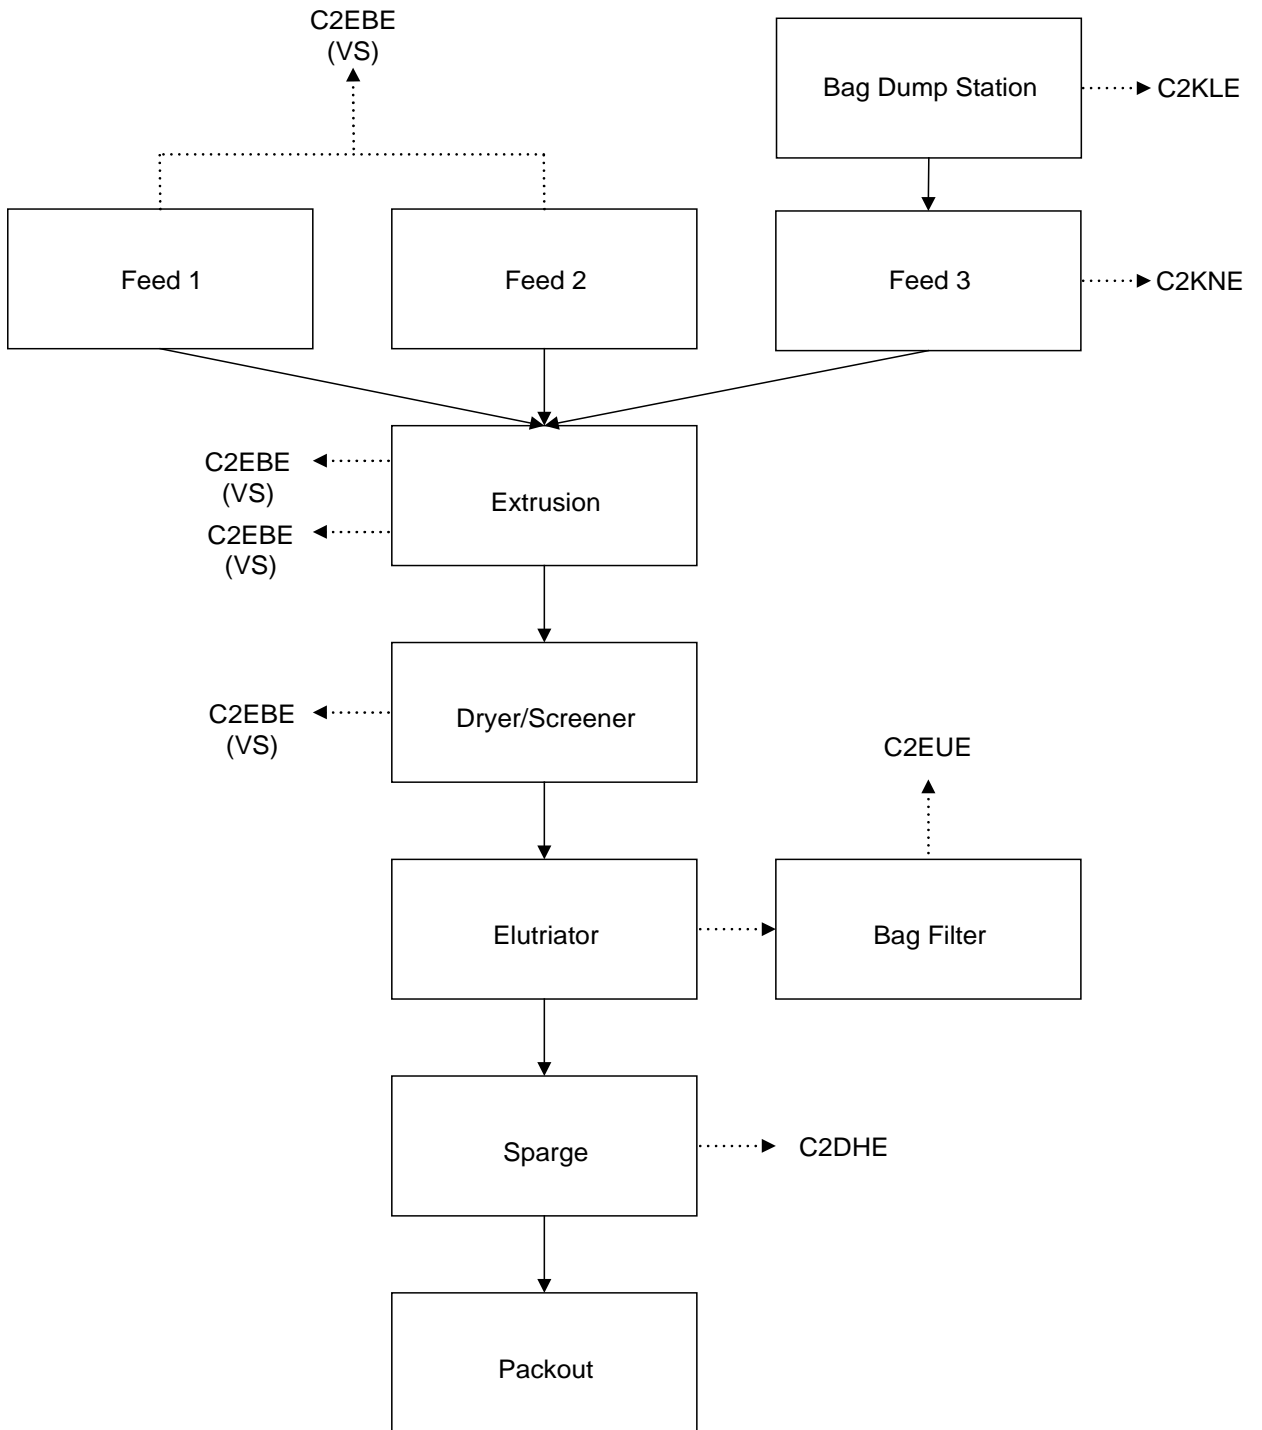 C2EBE
(VS)
Bag Dump Station
C2KLE
Feed 1
Feed 2
Feed 3
C2KNE
C2EBE
(VS)
C2EBE
(VS)
Extrusion
C2EBE
(VS)
Dryer/Screener
C2EUE
Elutriator
Bag Filter
Sparge
C2DHE
Packout